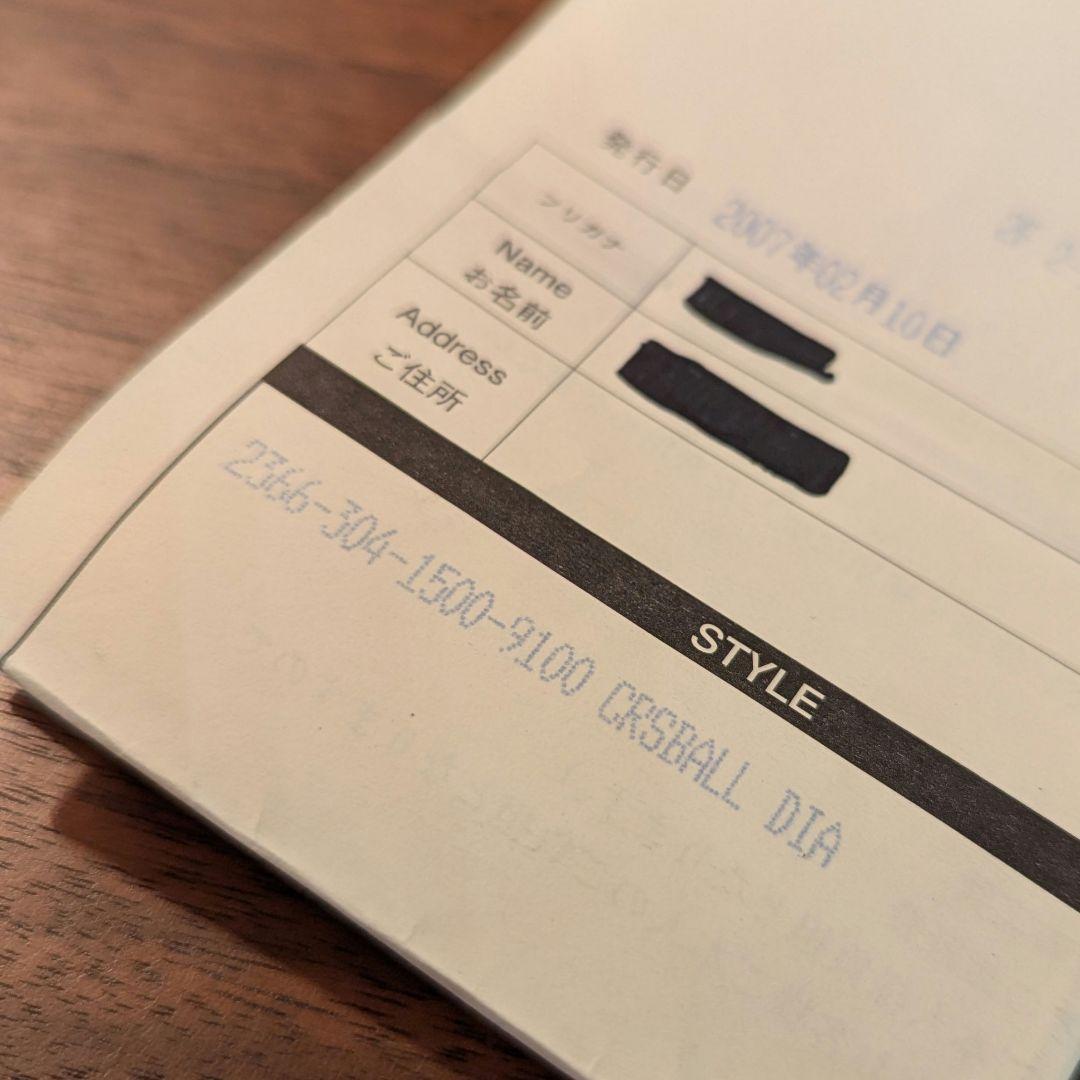 発行日 2007年02月10日
フリガナ
Name
お名前
Address
ご住所
STYLE
2366-304-1500-9100 CRSBALL DIA